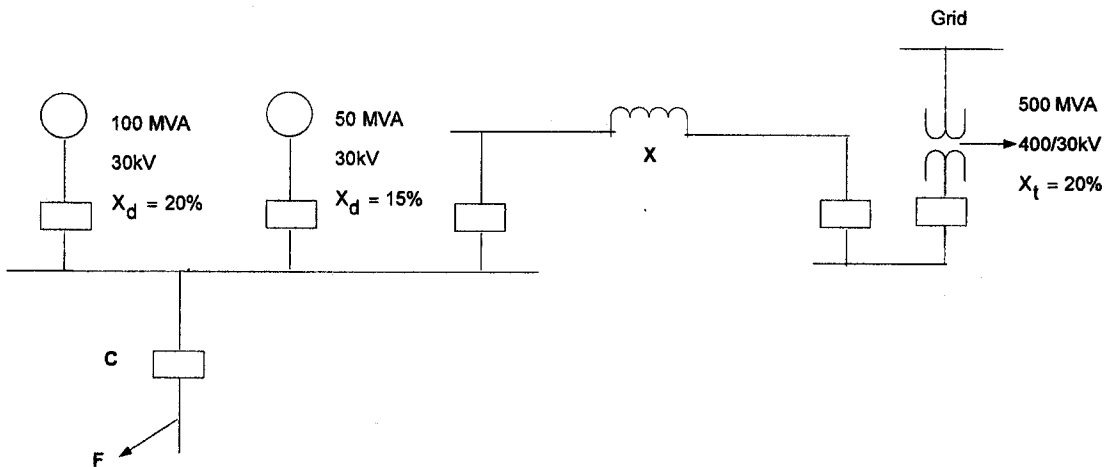 Grid
100 MVA
30kV
X_d = 20%
50 MVA
30kV
X_d = 15%
X
500 MVA
400/30kV
X_t = 20%
C
F